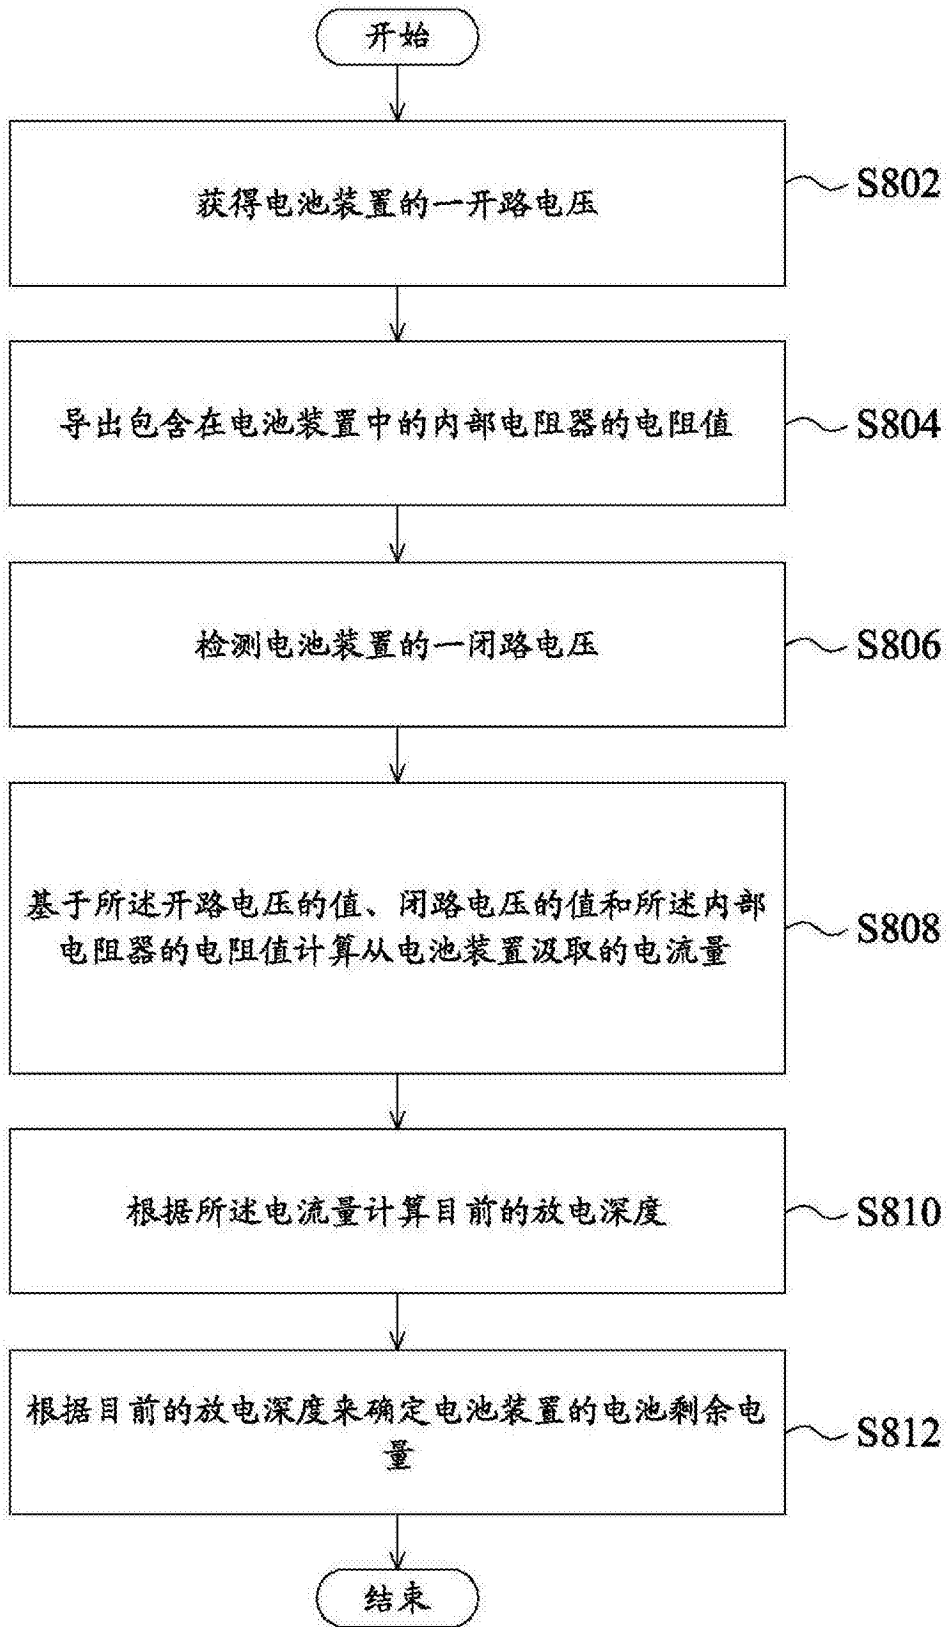 开始
获得电池装置的一开路电压
S802
导出包含在电池装置中的内部电阻器的电阻值
S804
检测电池装置的一闭路电压
S806
基于所述开路电压的值、闭路电压的值和所述内部
电阻器的电阻值计算从电池装置汲取的电流量
S808
根据所述电流量计算目前的放电深度
S810
根据目前的放电深度来确定电池装置的电池剩余电
量
S812
结束